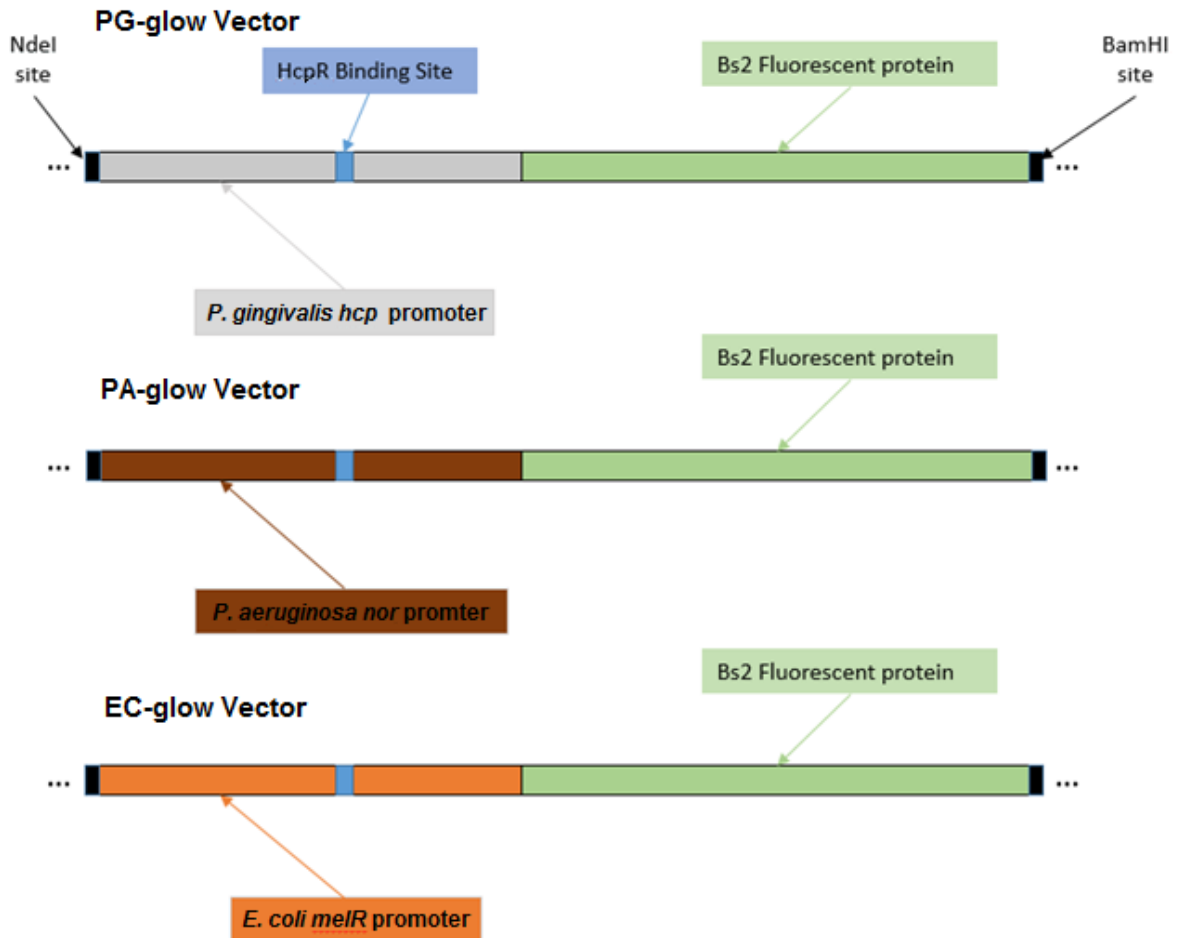 PG-glow Vector
NdeI
site
HcpR Binding Site
Bs2 Fluorescent protein
BamHI
site
...
...
P. gingivalis hcp promoter
Bs2 Fluorescent protein
PA-glow Vector
...
...
P. aeruginosa nor promter
Bs2 Fluorescent protein
EC-glow Vector
...
...
E. coli melR promoter